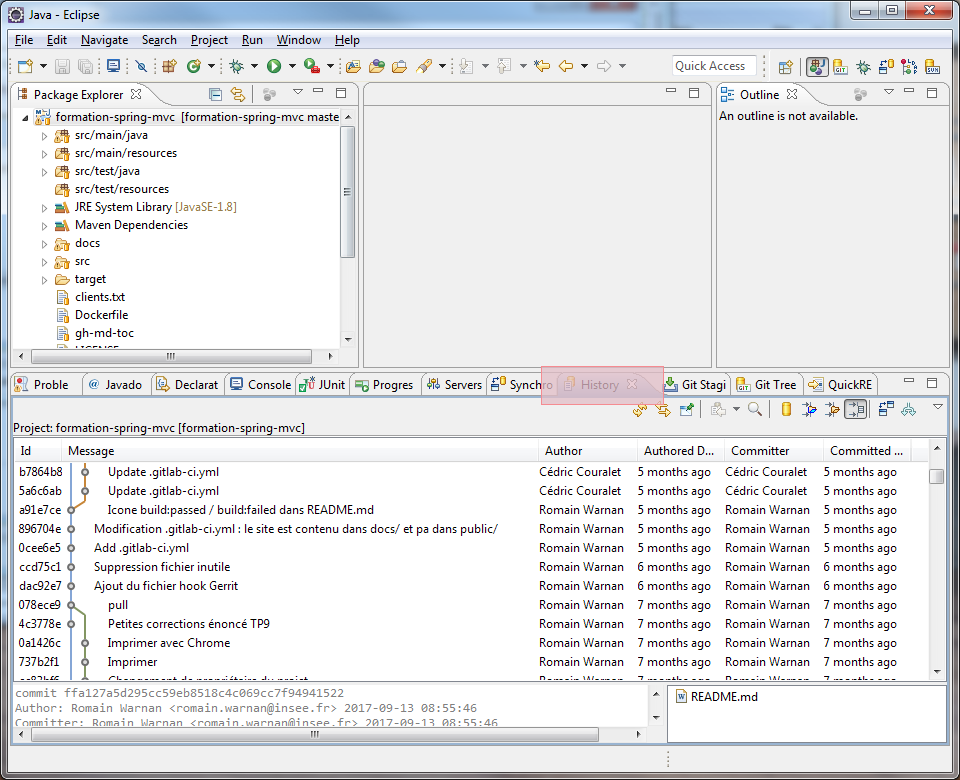 Java - Eclipse
File Edit Navigate Search Project Run Window Help
Quick Access
Package Explorer
Outline
An outline is not available.
formation-spring-mvc [formation-spring-mvc maste
src/main/java
src/main/resources
src/test/java
src/test/resources
JRE System Library [JavaSE-1.8]
Maven Dependencies
docs
src
target
clients.txt
Dockerfile
gh-md-toc
Proble Javado Declarat Console JUnit Progres Servers Synchro History Git Stagi Git Tree QuickRE
Project: formation-spring-mvc [formation-spring-mvc]
Id Message Author Authored D... Committer Committed ...
b7864b8 Update .gitlab-ci.yml Cédric Couralet 5 months ago Cédric Couralet 5 months ago
5a6c6ab Update .gitlab-ci.yml Cédric Couralet 5 months ago Cédric Couralet 5 months ago
a91e7ce Icone build:passed / build:failed dans README.md Romain Warnan 5 months ago Romain Warnan 5 months ago
896704e Modification .gitlab-ci.yml : le site est contenu dans docs/ et pa dans public/ Romain Warnan 5 months ago Romain Warnan 5 months ago
0cee6e5 Add .gitlab-ci.yml Romain Warnan 5 months ago Romain Warnan 5 months ago
ccd75c1 Suppression fichier inutile Romain Warnan 6 months ago Romain Warnan 6 months ago
dac92e7 Ajout du fichier hook Gerrit Romain Warnan 6 months ago Romain Warnan 6 months ago
078ece9 pull Romain Warnan 7 months ago Romain Warnan 7 months ago
4c3778e Petites corrections énoncé TP9 Romain Warnan 7 months ago Romain Warnan 7 months ago
0a1426c Imprimer avec Chrome Romain Warnan 7 months ago Romain Warnan 7 months ago
737b2f1 Imprimer Romain Warnan 7 months ago Romain Warnan 7 months ago
commit ffa127a5d295cc59eb8518c4c069cc7f94941522
Author: Romain Warnan <romain.warnan@insee.fr> 2017-09-13 08:55:46
Committer: Romain Warnan <romain.warnan@insee.fr> 2017-09-13 08:55:46
README.md